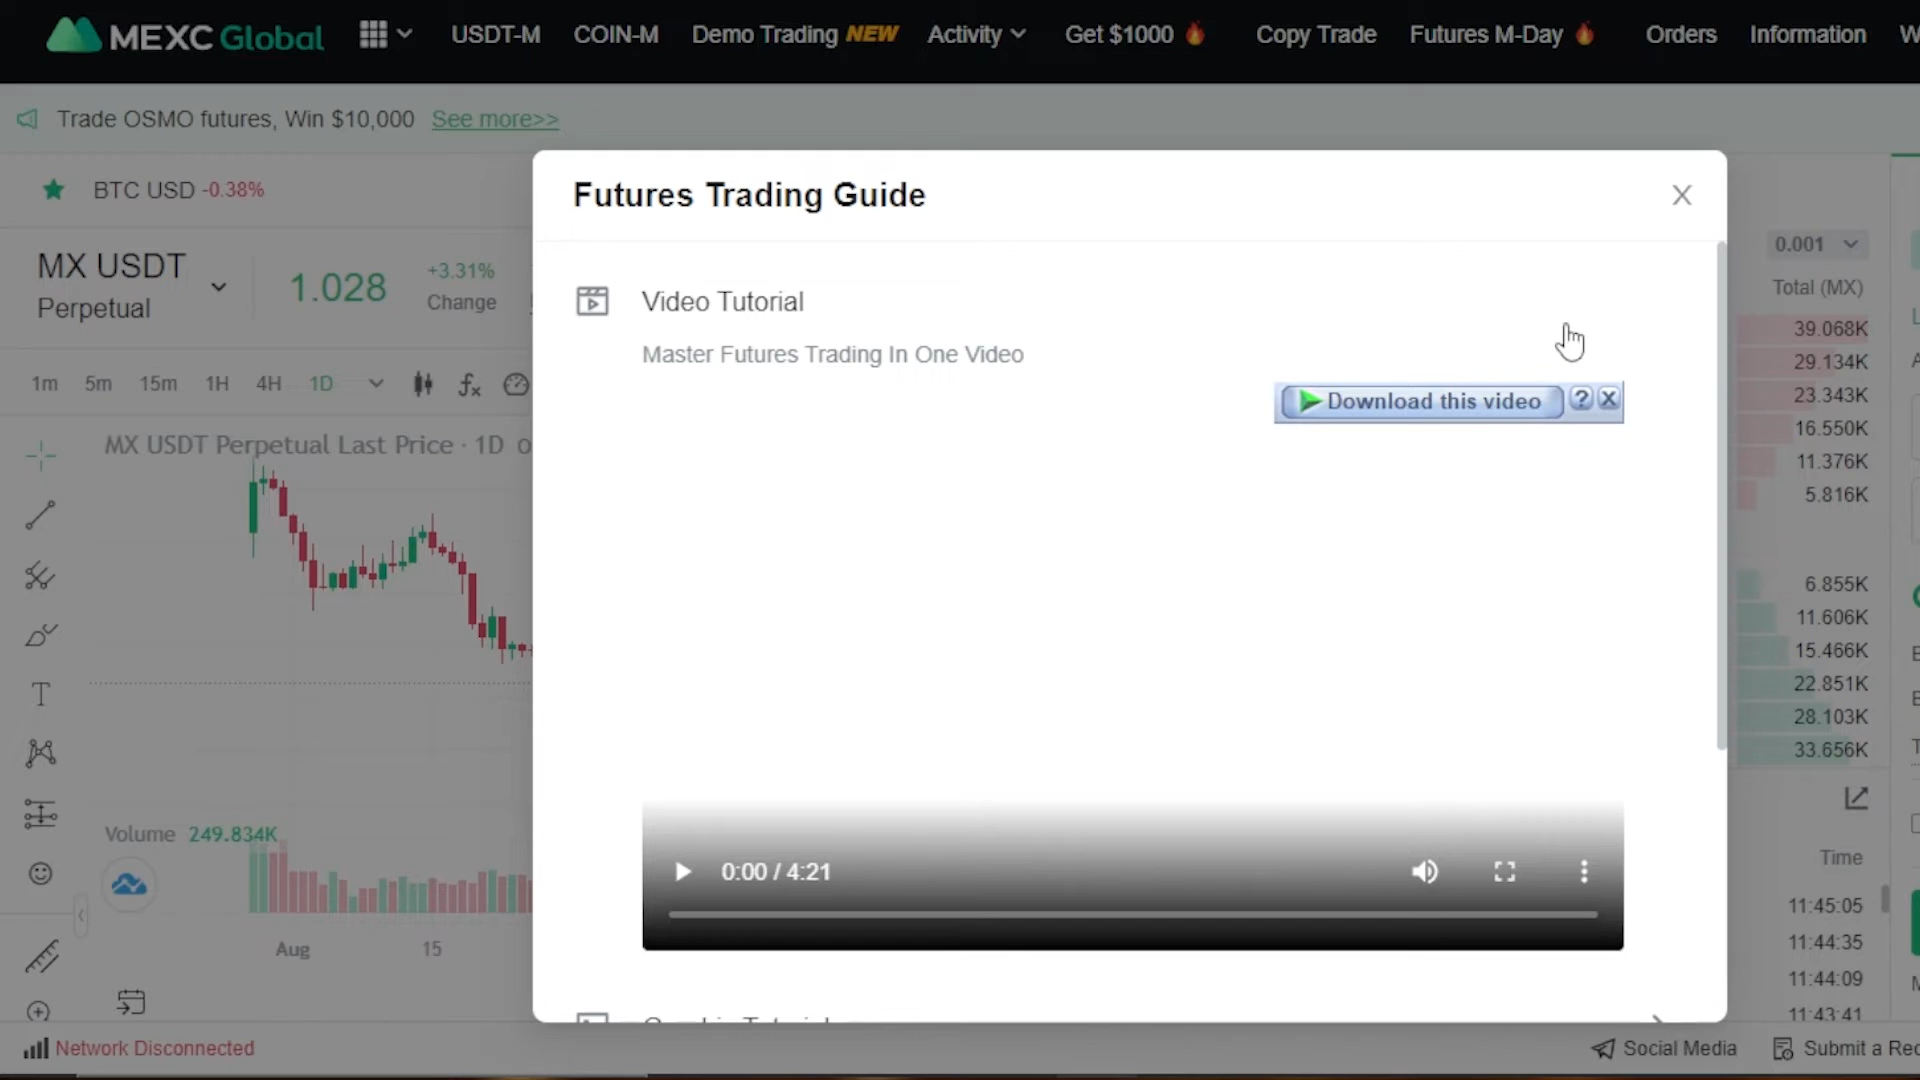 MEXC Global USDT-M COIN-M Demo Trading NEW Activity Get $1000 Copy Trade Futures M-Day Orders Information W
Trade OSMO futures, Win $10,000 See more>>
BTC USD -0.38%
MX USDT
Perpetual
1.028
+3.31%
Change
1m 5m 15m 1H 4H 1D
MX USDT Perpetual Last Price · 1D
Volume 249.834K
Aug 15
Futures Trading Guide
Video Tutorial
Master Futures Trading In One Video
Download this video
0:00 / 4:21
0.001
Total (MX)
39.068K
29.134K
23.343K
16.550K
11.376K
5.816K
6.855K
11.606K
15.466K
22.851K
28.103K
33.656K
Time
11:45:05
11:44:35
11:44:09
11:43:41
Network Disconnected
Social Media
Submit a Rec